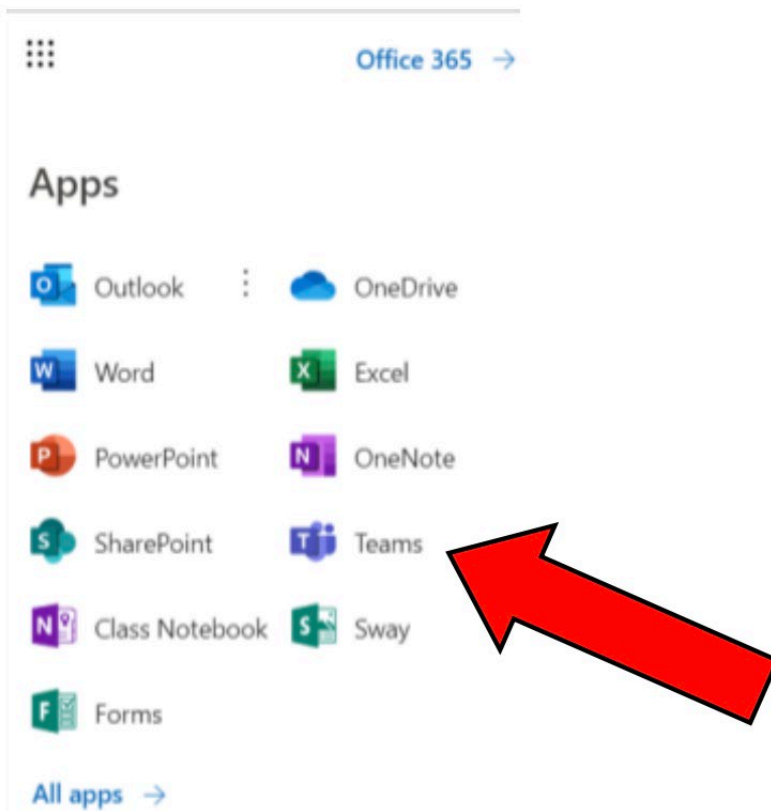 Office 365 →
Apps
Outlook
OneDrive
Word
Excel
PowerPoint
OneNote
SharePoint
Teams
Class Notebook
Sway
Forms
All apps →